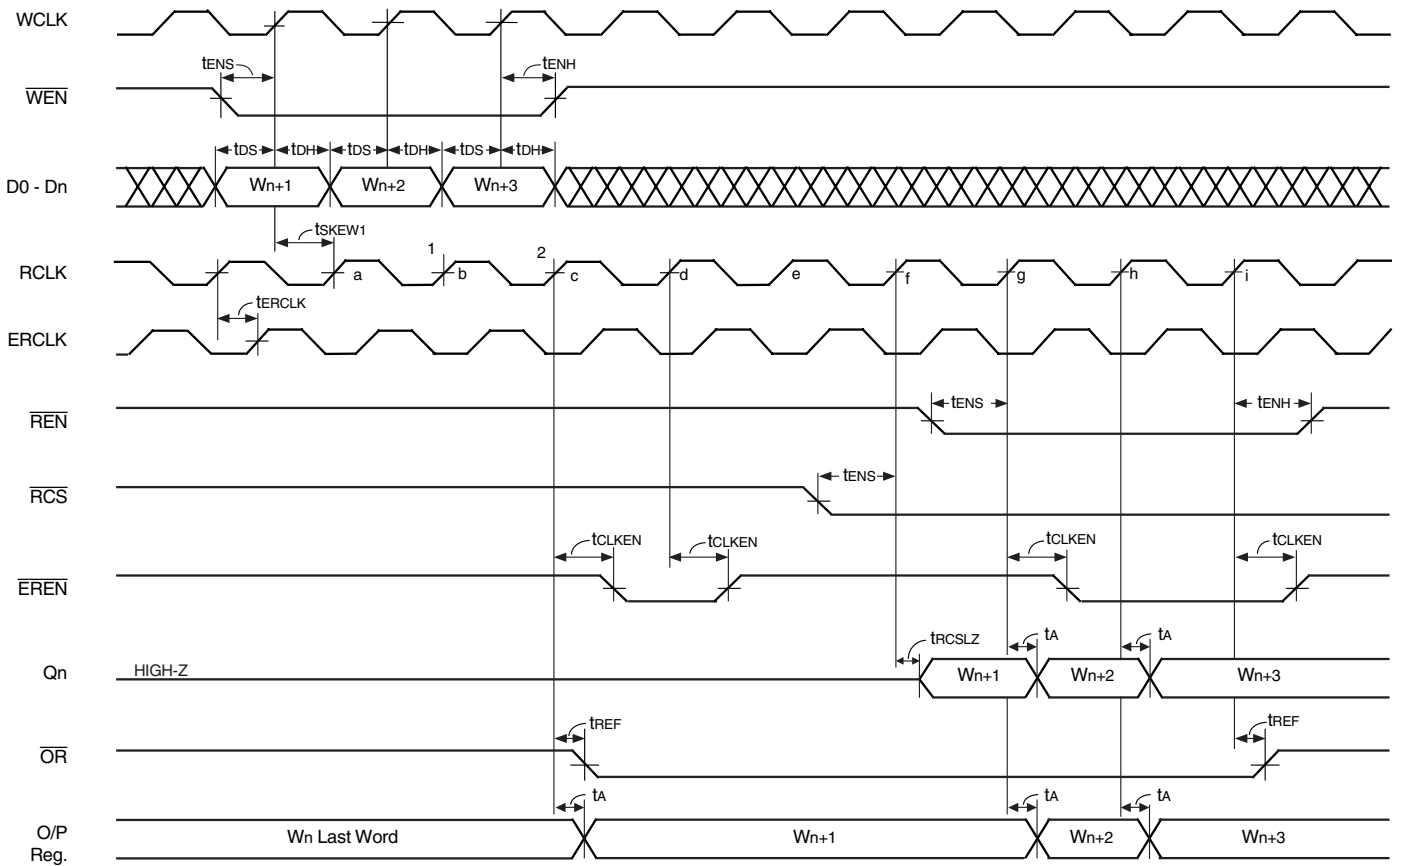 WCLK
tENS
tENH
WEN
tDS tDH tDS tDH tDS tDH
D0 - Dn
Wn+1 Wn+2 Wn+3
tSKEW1
1 2
RCLK
a b c d e f g h i
tERCLK
ERCLK
REN
tENS
tENH
RCS
tENS
tCLKEN tCLKEN tCLKEN tCLKEN
EREN
tRCSLZ tA tA
Qn
HIGH-Z
Wn+1 Wn+2 Wn+3
tREF tREF
OR
tA tA tA
O/P
Reg.
Wn Last Word Wn+1 Wn+2 Wn+3